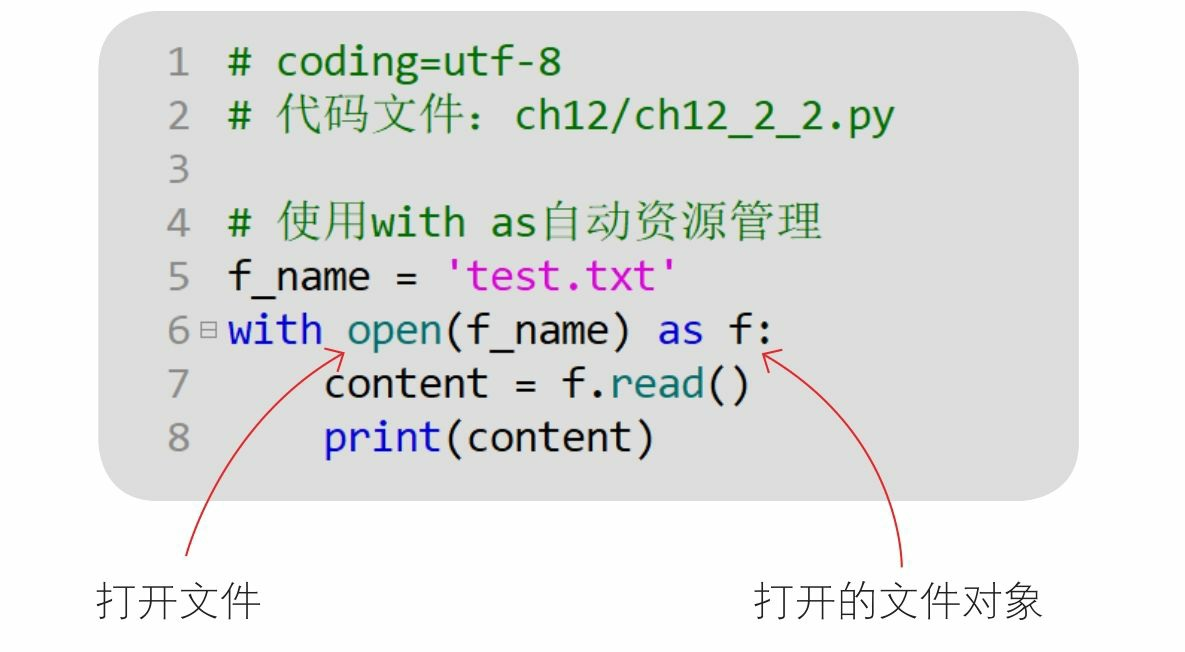 1 # coding=utf-8
2 # 代码文件：ch12/ch12_2_2.py
3
4 # 使用with as自动资源管理
5 f_name = 'test.txt'
6 with open(f_name) as f:
7     content = f.read()
8     print(content)
打开文件
打开的文件对象